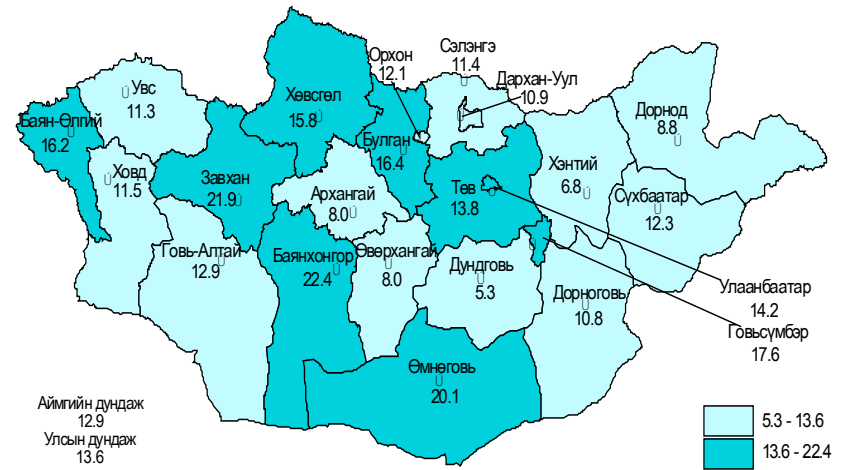 Сэлэнгэ
11.4
Орхон
12.1
Дархан-Уул
10.9
Увс
11.3
Хөвсгөл
15.8
Дорнод
8.8
Баян-Өлгий
16.2
Булган
16.4
Хэнтий
6.8
Ховд
11.5
Завхан
21.9
Архангай
8.0
Төв
13.8
Сүхбаатар
12.3
Говь-Алтай
12.9
Баянхонгор
22.4
Өвөрхангай
8.0
Дундговь
5.3
Дорноговь
10.8
Улаанбаатар
14.2
Говьсүмбэр
17.6
Өмнөговь
20.1
Аймгийн дундаж
12.9
Улсын дундаж
13.6
5.3 - 13.6
13.6 - 22.4